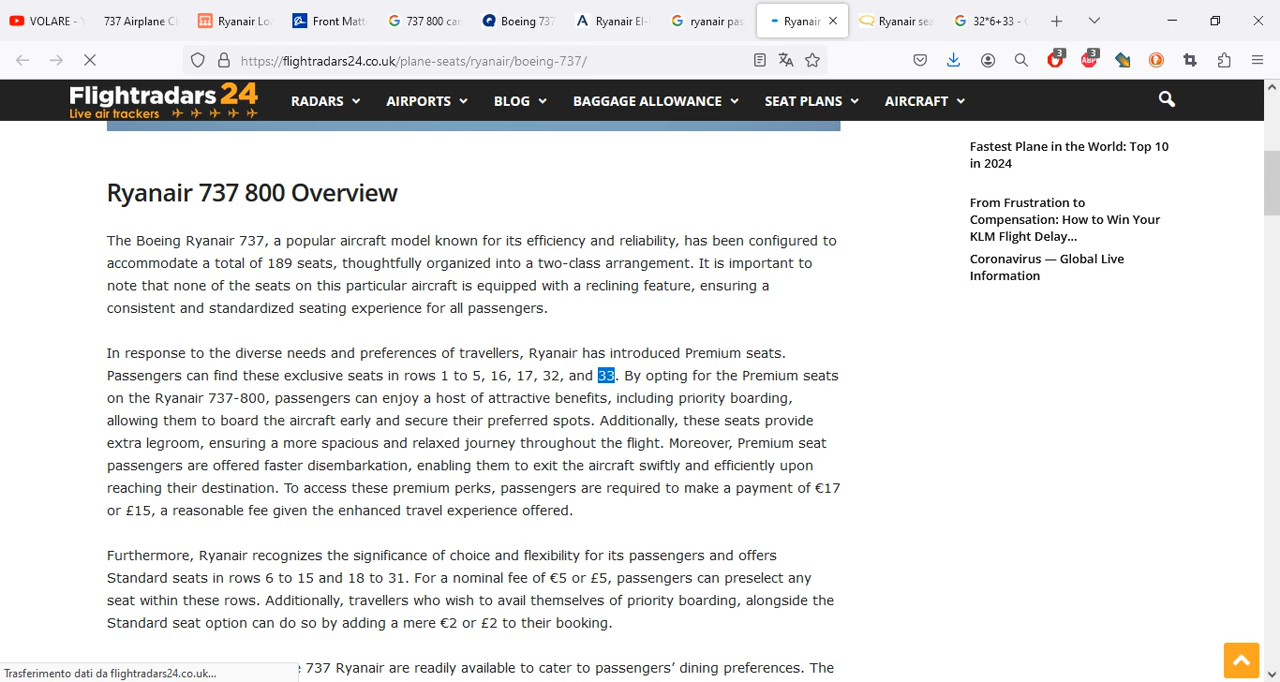 VOLARE -
737 Airplane C
Ryanair Lo
Front Matt
737 800 ca
Boeing 737
Ryanair El-
ryanair pas
Ryanair
Ryanair sea
32*6+33 -
https://flightradars24.co.uk/plane-seats/ryanair/boeing-737/
3
3
ABP
Flightradars 24
Live air trackers
RADARS
AIRPORTS
BLOG
BAGGAGE ALLOWANCE
SEAT PLANS
AIRCRAFT
Ryanair 737 800 Overview
The Boeing Ryanair 737, a popular aircraft model known for its efficiency and reliability, has been configured to
accommodate a total of 189 seats, thoughtfully organized into a two-class arrangement. It is important to
note that none of the seats on this particular aircraft is equipped with a reclining feature, ensuring a
consistent and standardized seating experience for all passengers.
In response to the diverse needs and preferences of travellers, Ryanair has introduced Premium seats.
Passengers can find these exclusive seats in rows 1 to 5, 16, 17, 32, and 33. By opting for the Premium seats
on the Ryanair 737-800, passengers can enjoy a host of attractive benefits, including priority boarding,
allowing them to board the aircraft early and secure their preferred spots. Additionally, these seats provide
extra legroom, ensuring a more spacious and relaxed journey throughout the flight. Moreover, Premium seat
passengers are offered faster disembarkation, enabling them to exit the aircraft swiftly and efficiently upon
reaching their destination. To access these premium perks, passengers are required to make a payment of €17
or £15, a reasonable fee given the enhanced travel experience offered.
Furthermore, Ryanair recognizes the significance of choice and flexibility for its passengers and offers
Standard seats in rows 6 to 15 and 18 to 31. For a nominal fee of €5 or £5, passengers can preselect any
seat within these rows. Additionally, travellers who wish to avail themselves of priority boarding, alongside the
Standard seat option can do so by adding a mere €2 or £2 to their booking.
737 Ryanair are readily available to cater to passengers’ dining preferences. The
Fastest Plane in the World: Top 10
in 2024
From Frustration to
Compensation: How to Win Your
KLM Flight Delay...
Coronavirus — Global Live
Information
Trasferimento dati da flightradars24.co.uk...